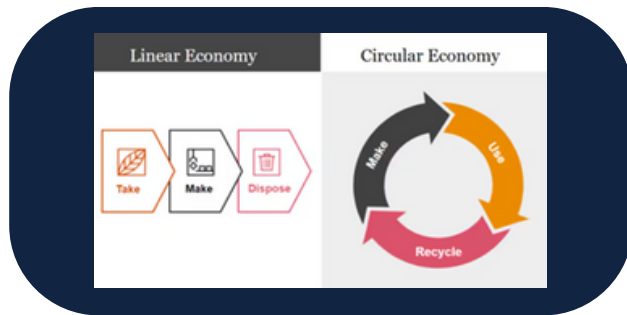 Linear Economy
Circular Economy
Take
Make
Dispose
Make
Use
Recycle